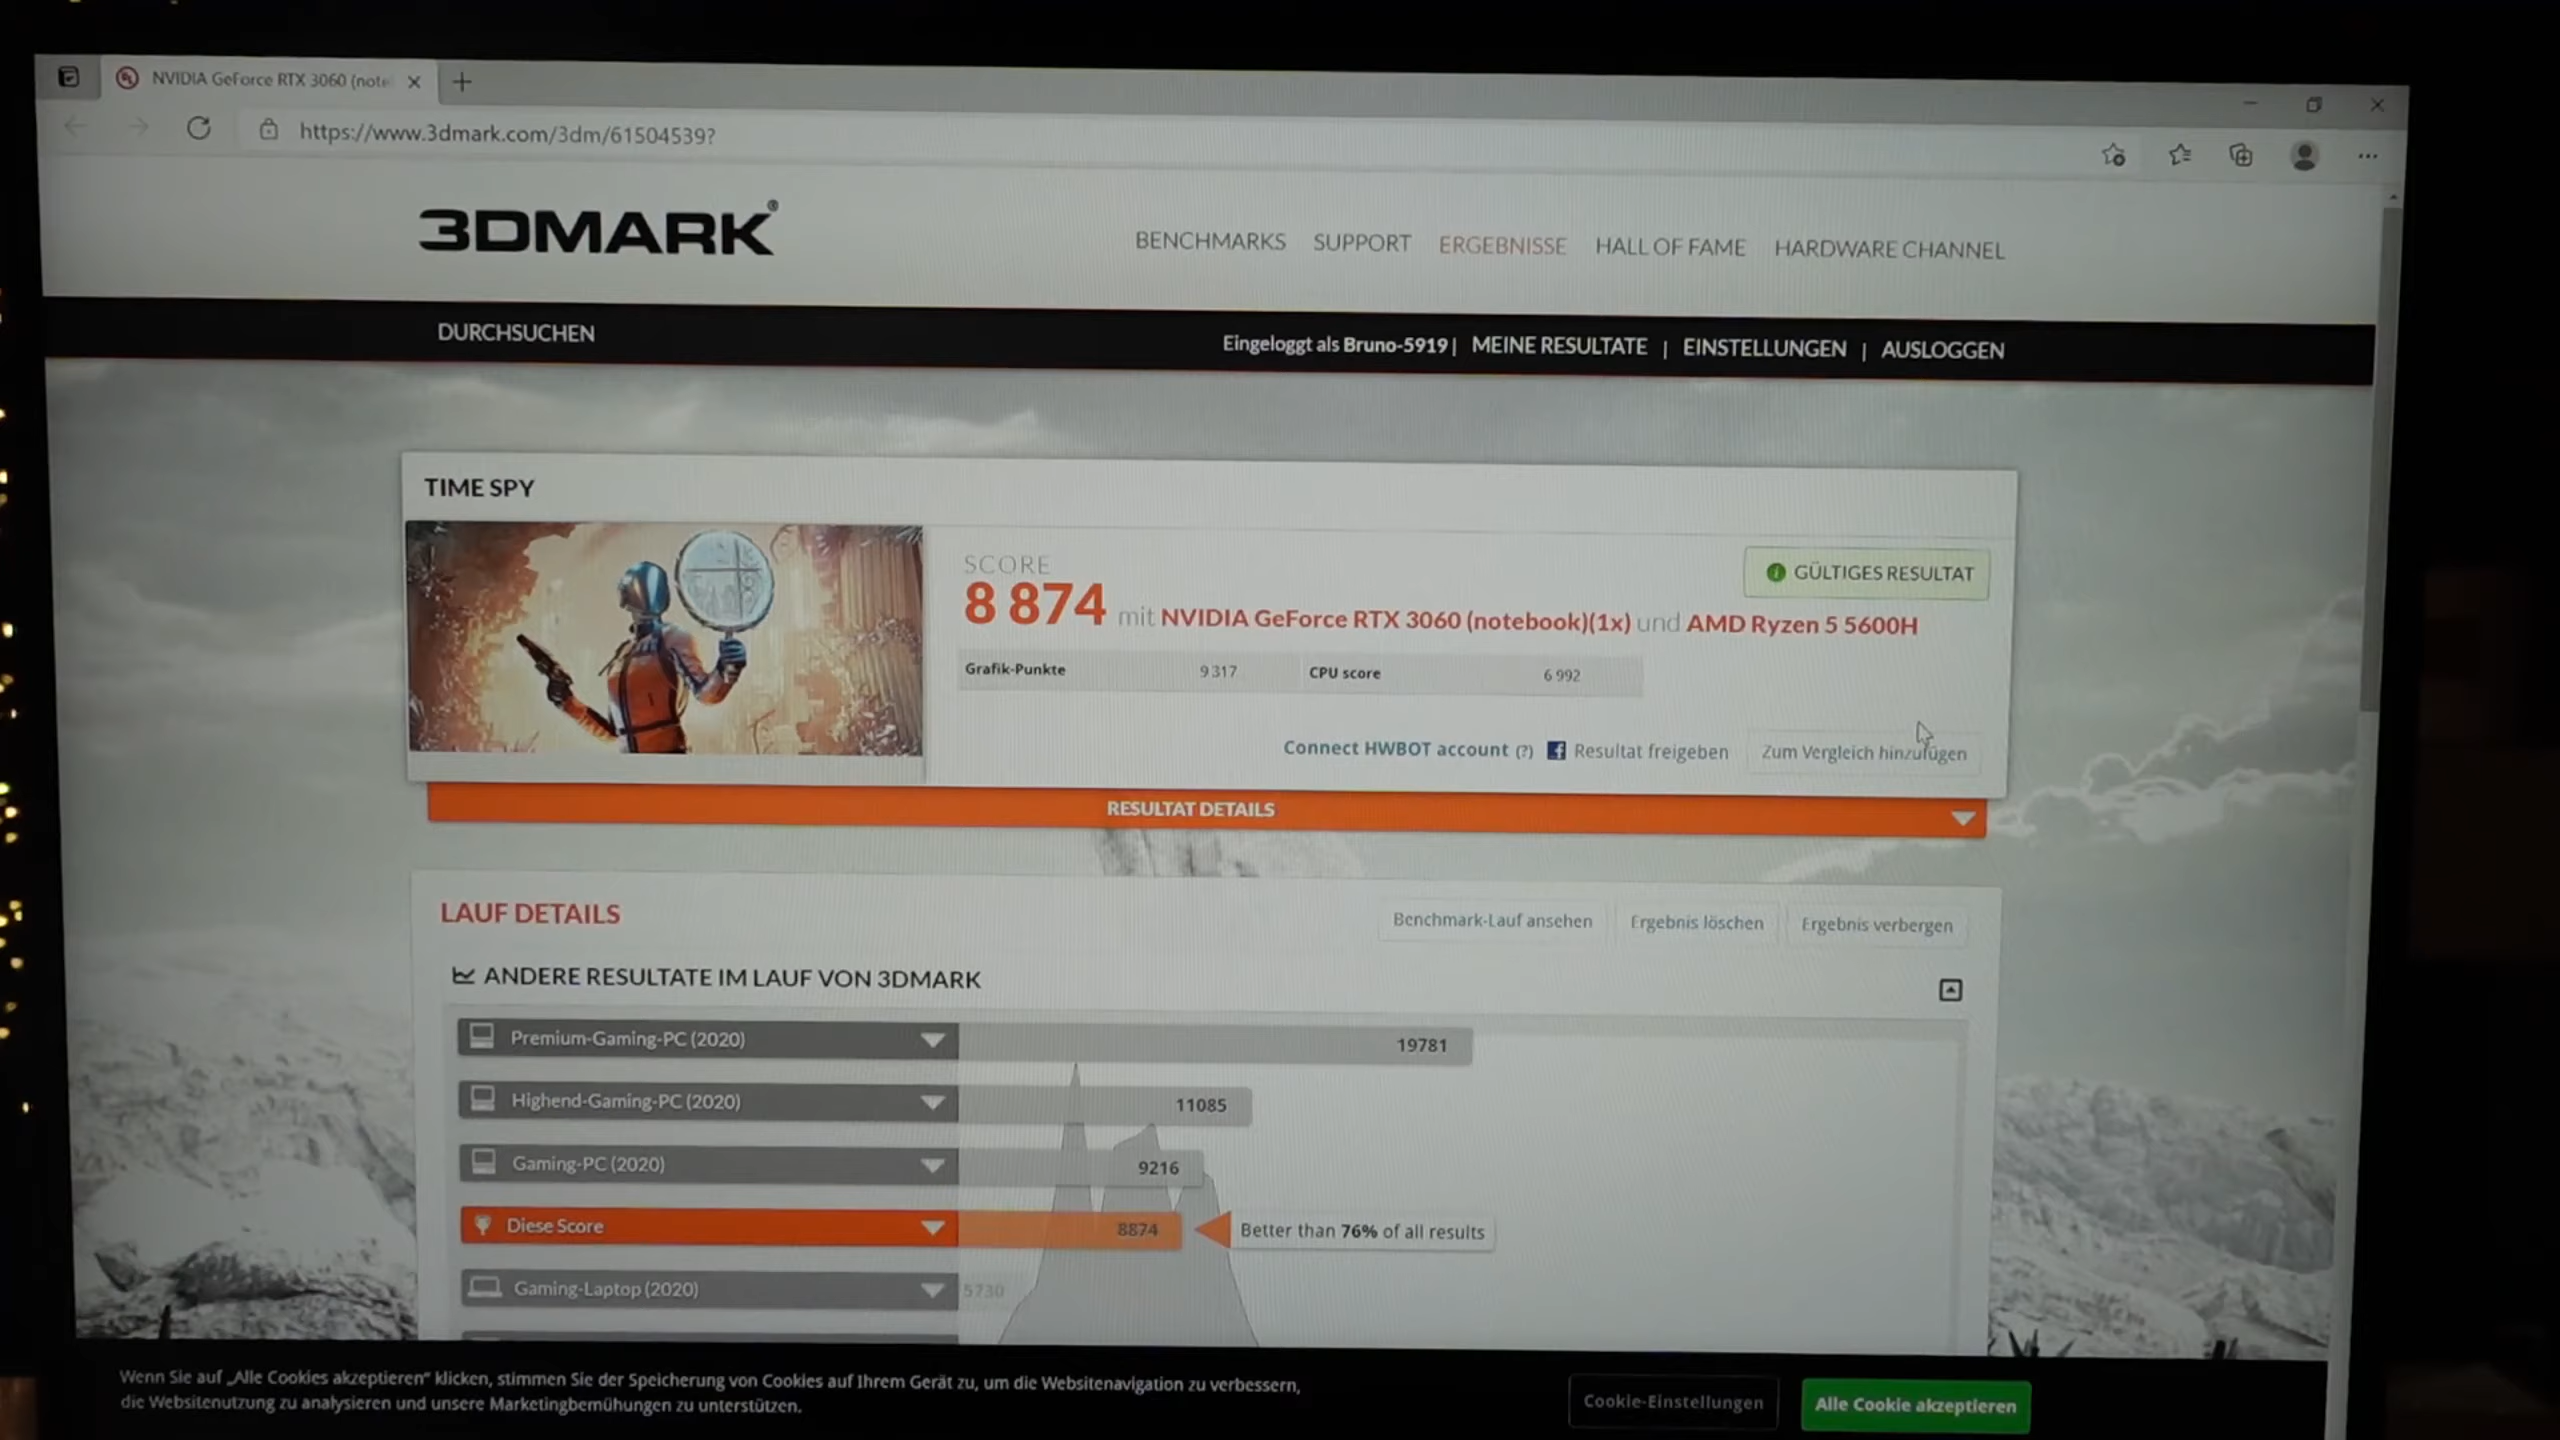 NVIDIA GeForce RTX 3060 (note
https://www.3dmark.com/3dm/61504539?
3DMARK®
BENCHMARKS SUPPORT ERGEBNISSE HALL OF FAME HARDWARE CHANNEL
DURCHSUCHEN
Eingeloggt als Bruno-5919 | MEINE RESULTATE | EINSTELLUNGEN | AUSLOGGEN
TIME SPY
SCORE
GÜLTIGES RESULTAT
8 874 mit NVIDIA GeForce RTX 3060 (notebook)(1x) und AMD Ryzen 5 5600H
Grafik-Punkte 9 317 CPU score 6 992
Connect HWBOT account (?) Resultat freigeben Zum Vergleich hinzufügen
RESULTAT DETAILS
LAUF DETAILS
Benchmark-Lauf ansehen Ergebnis löschen Ergebnis verbergen
ANDERE RESULTATE IM LAUF VON 3DMARK
Premium-Gaming-PC (2020) 19781
Highend-Gaming-PC (2020) 11085
Gaming-PC (2020) 9216
Diese Score 8874 Better than 76% of all results
Gaming-Laptop (2020) 5730
Wenn Sie auf „Alle Cookies akzeptieren“ klicken, stimmen Sie der Speicherung von Cookies auf Ihrem Gerät zu, um die Websitenavigation zu verbessern,
die Websitenutzung zu analysieren und unsere Marketingbemühungen zu unterstützen.
Cookie-Einstellungen
Alle Cookie akzeptieren